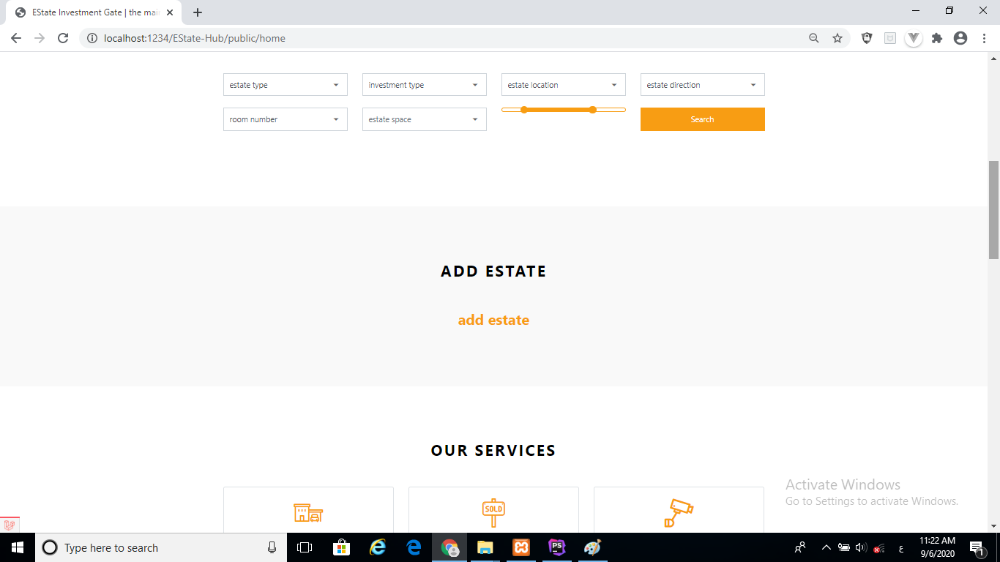 EState Investment Gate | the mai
localhost:1234/EState-Hub/public/home
estate type
investment type
estate location
estate direction
room number
estate space
Search
ADD ESTATE
add estate
OUR SERVICES
SOLD
Activate Windows
Go to Settings to activate Windows.
Type here to search
PS
ع
11:22 AM
9/6/2020
1